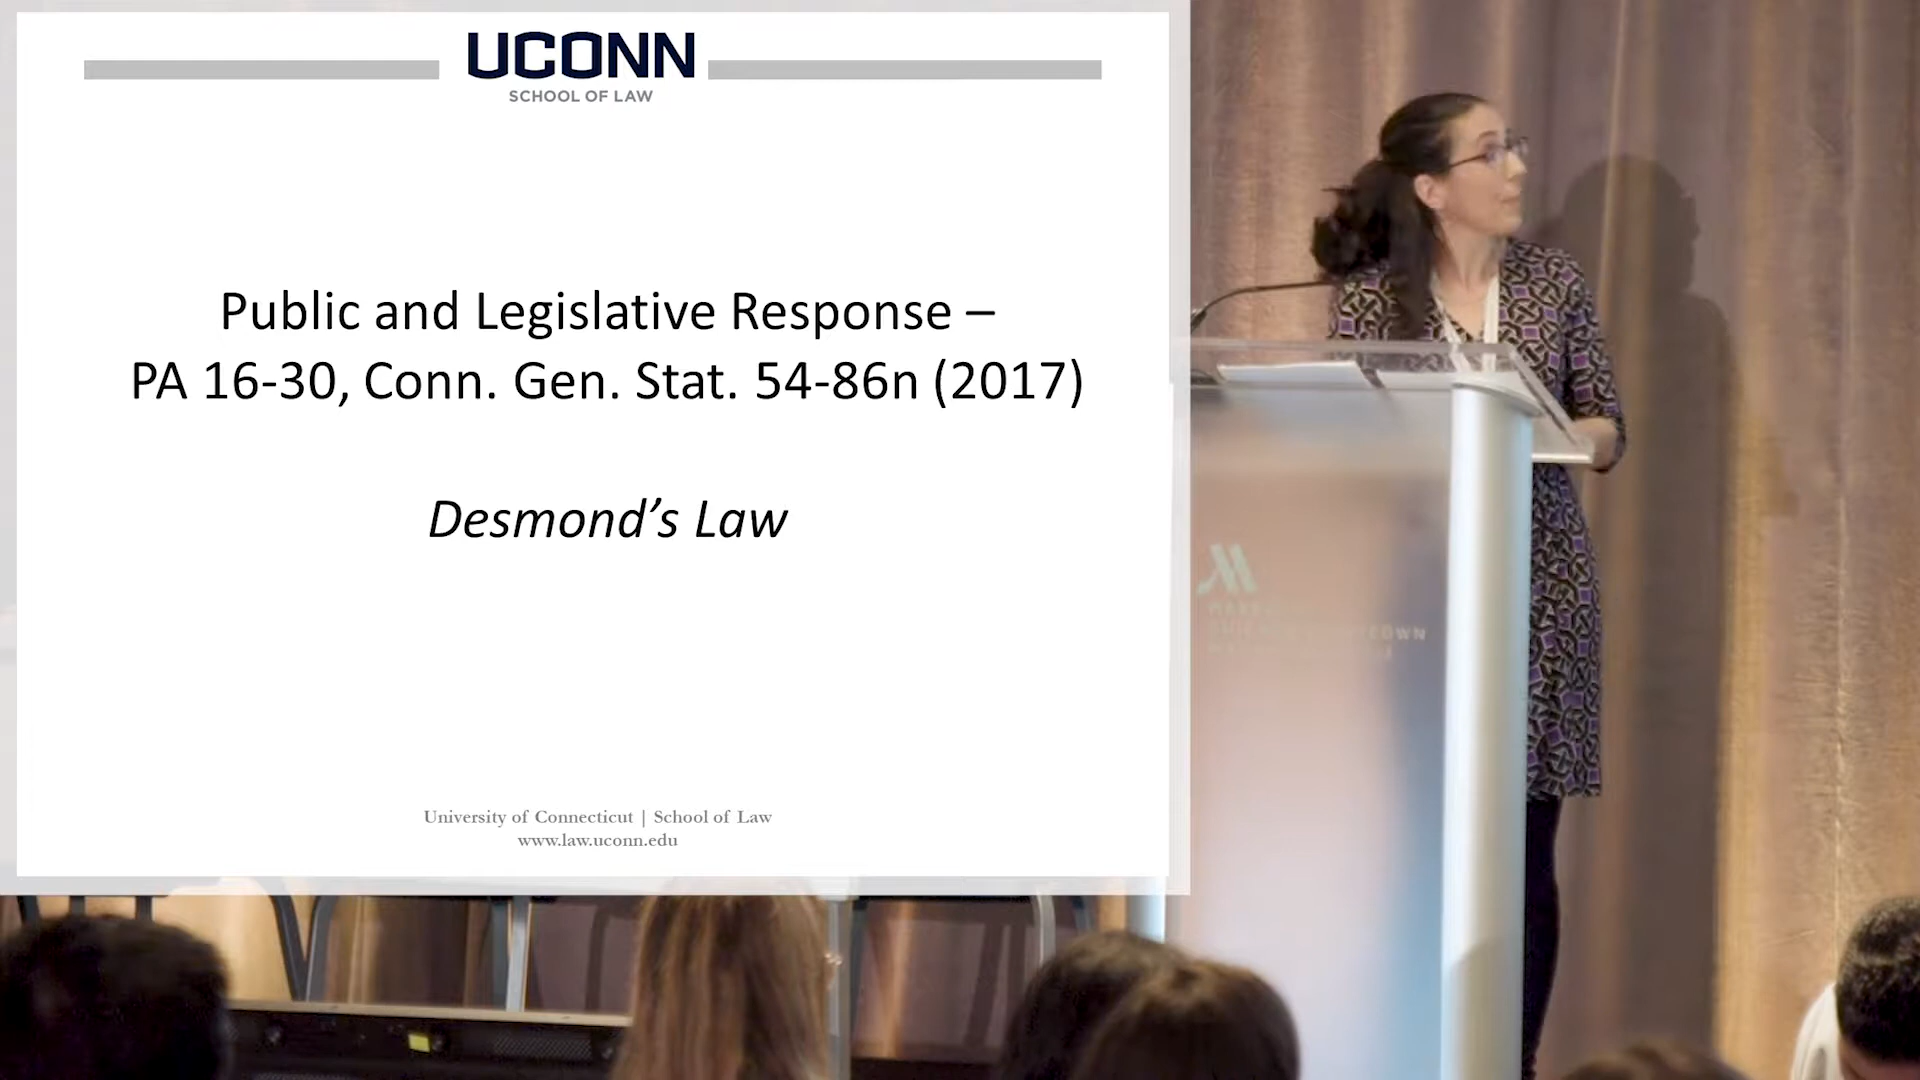 UCONN
SCHOOL OF LAW
Public and Legislative Response –
PA 16-30, Conn. Gen. Stat. 54-86n (2017)
Desmond’s Law
University of Connecticut | School of Law
www.law.uconn.edu